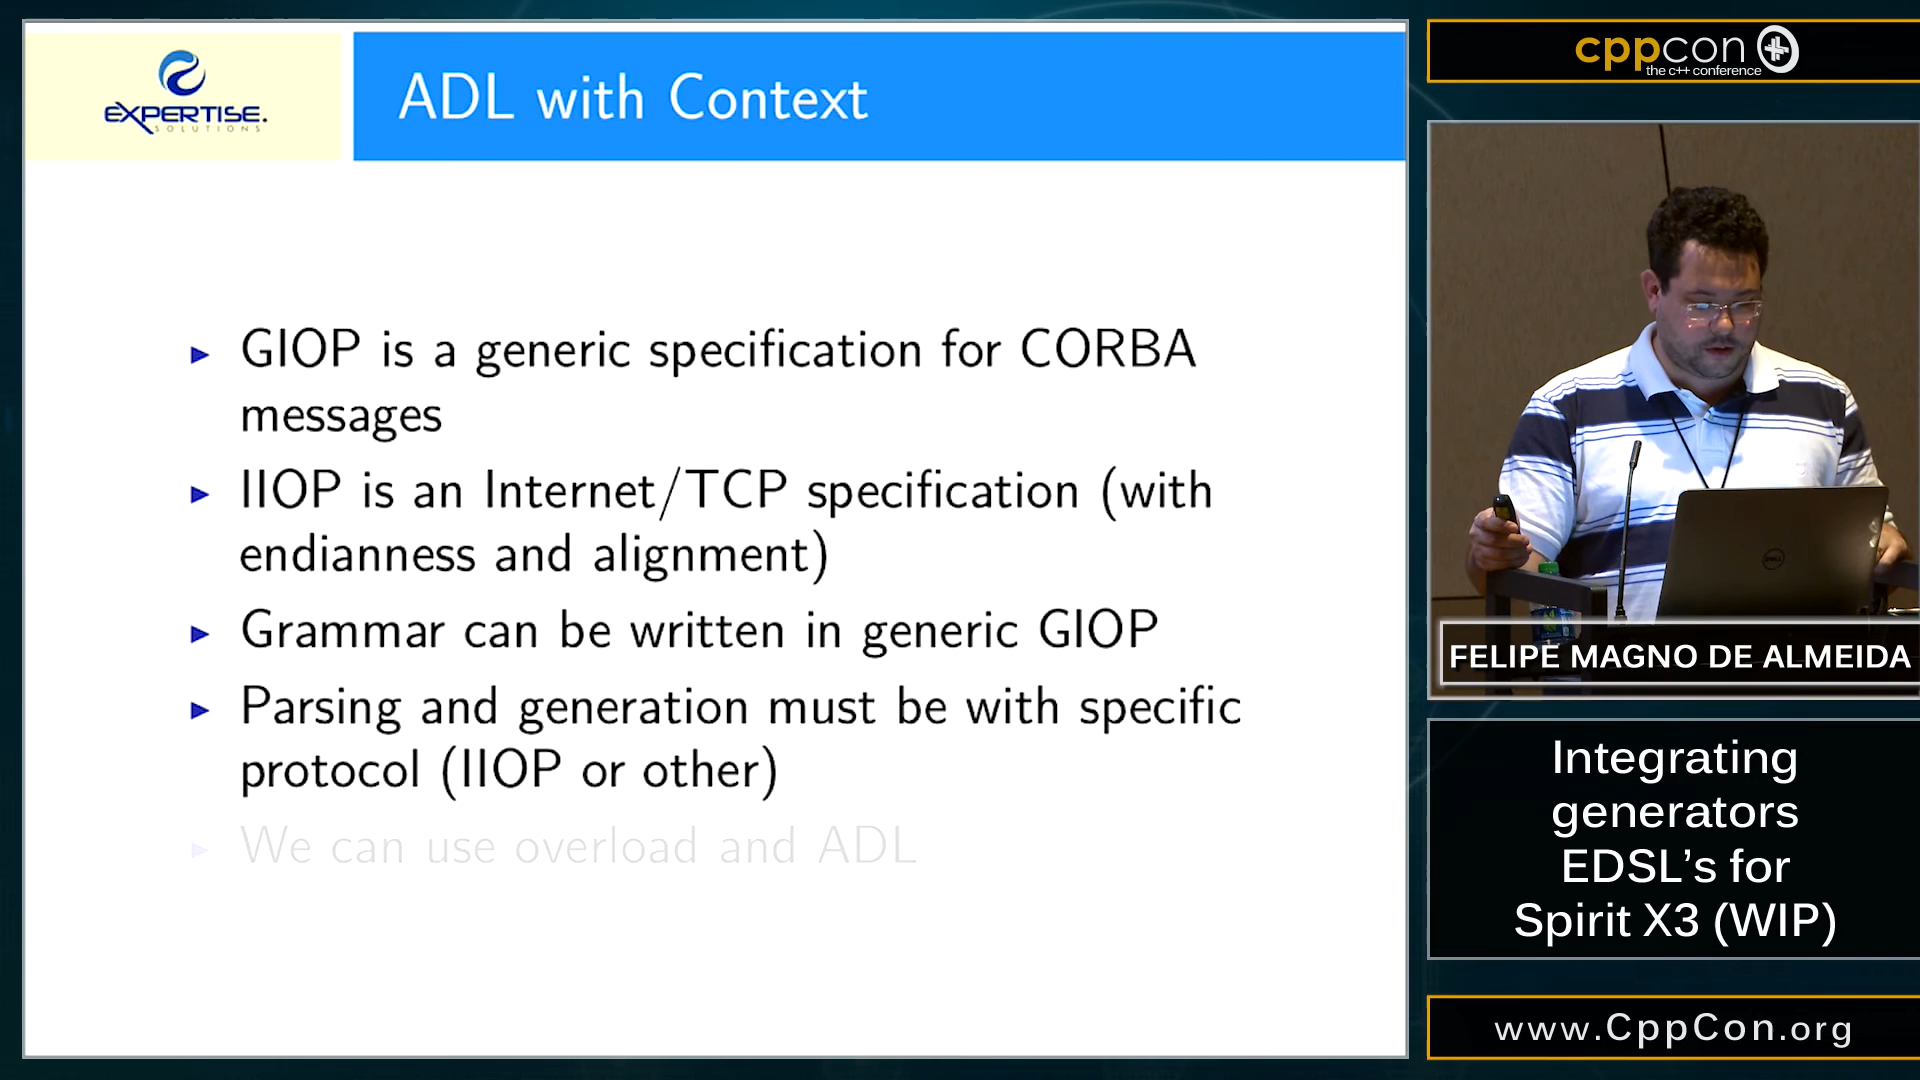 EXPERTISE.
SOLUTIONS
ADL with Context
GIOP is a generic specification for CORBA
messages
IIOP is an Internet/TCP specification (with
endianness and alignment)
Grammar can be written in generic GIOP
Parsing and generation must be with specific
protocol (IIOP or other)
We can use overload and ADL
cppcon
the c++ conference
DELL
FELIPE MAGNO DE ALMEIDA
Integrating
generators
EDSL's for
Spirit X3 (WIP)
www.CppCon.org